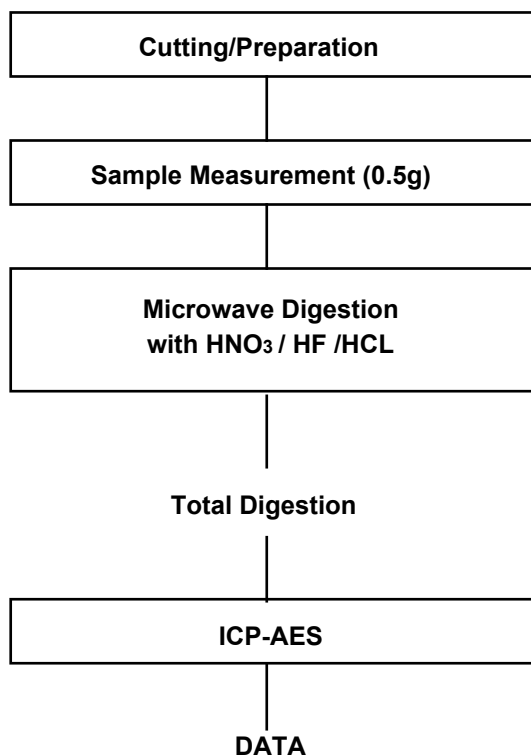 Cutting/Preparation
Sample Measurement (0.5g)
Microwave Digestion
with HNO₃ / HF /HCL
Total Digestion
ICP-AES
DATA